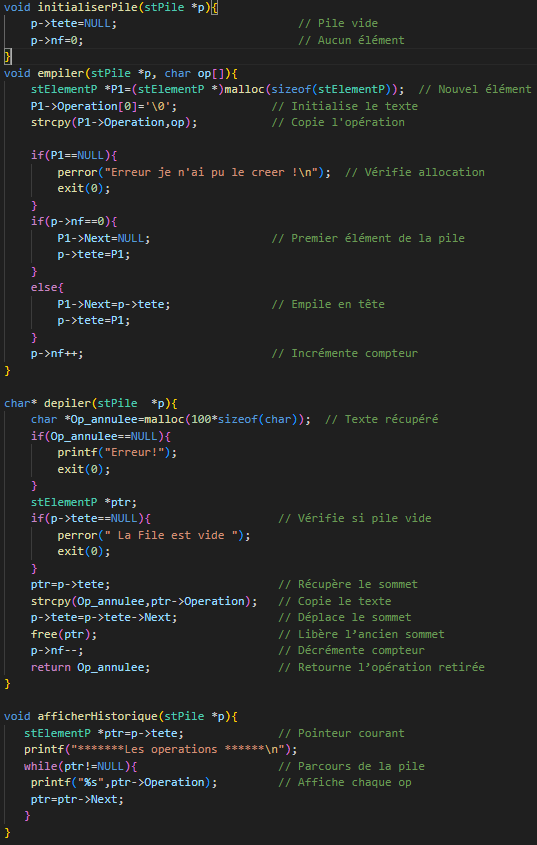 void initialiserPile(stPile *p){
    p->tete=NULL;                           // Pile vide
    p->nf=0;                                // Aucun élément
}
void empiler(stPile *p, char op[]){
    stElementP *P1=(stElementP *)malloc(sizeof(stElementP));  // Nouvel élément
    P1->Operation[0]='\0';              // Initialise le texte
    strcpy(P1->Operation,op);           // Copie l'opération

    if(P1==NULL){
        perror("Erreur je n'ai pu le creer !\n");  // Vérifie allocation
        exit(0);
    }
    if(p->nf==0){
        P1->Next=NULL;                  // Premier élément de la pile
        p->tete=P1;
    }
    else{
        P1->Next=p->tete;               // Empile en tête
        p->tete=P1;
    }
    p->nf++;                            // Incrémente compteur
}

char* depiler(stPile  *p){
    char *Op_annulee=malloc(100*sizeof(char));  // Texte récupéré
    if(Op_annulee==NULL){
        printf("Erreur!");
        exit(0);
    }
    stElementP *ptr;
    if(p->tete==NULL){                   // Vérifie si pile vide
        perror(" La File est vide ");
        exit(0);
    }
    ptr=p->tete;                         // Récupère le sommet
    strcpy(Op_annulee,ptr->Operation);   // Copie le texte
    p->tete=p->tete->Next;               // Déplace le sommet
    free(ptr);                           // Libère l’ancien sommet
    p->nf--;                             // Décrémente compteur
    return Op_annulee;                   // Retourne l’opération retirée
}

void afficherHistorique(stPile *p){
   stElementP *ptr=p->tete;              // Pointeur courant
   printf("*******Les operations ******\n");
   while(ptr!=NULL){                     // Parcours de la pile
    printf("%s",ptr->Operation);         // Affiche chaque op
    ptr=ptr->Next;
   }
}